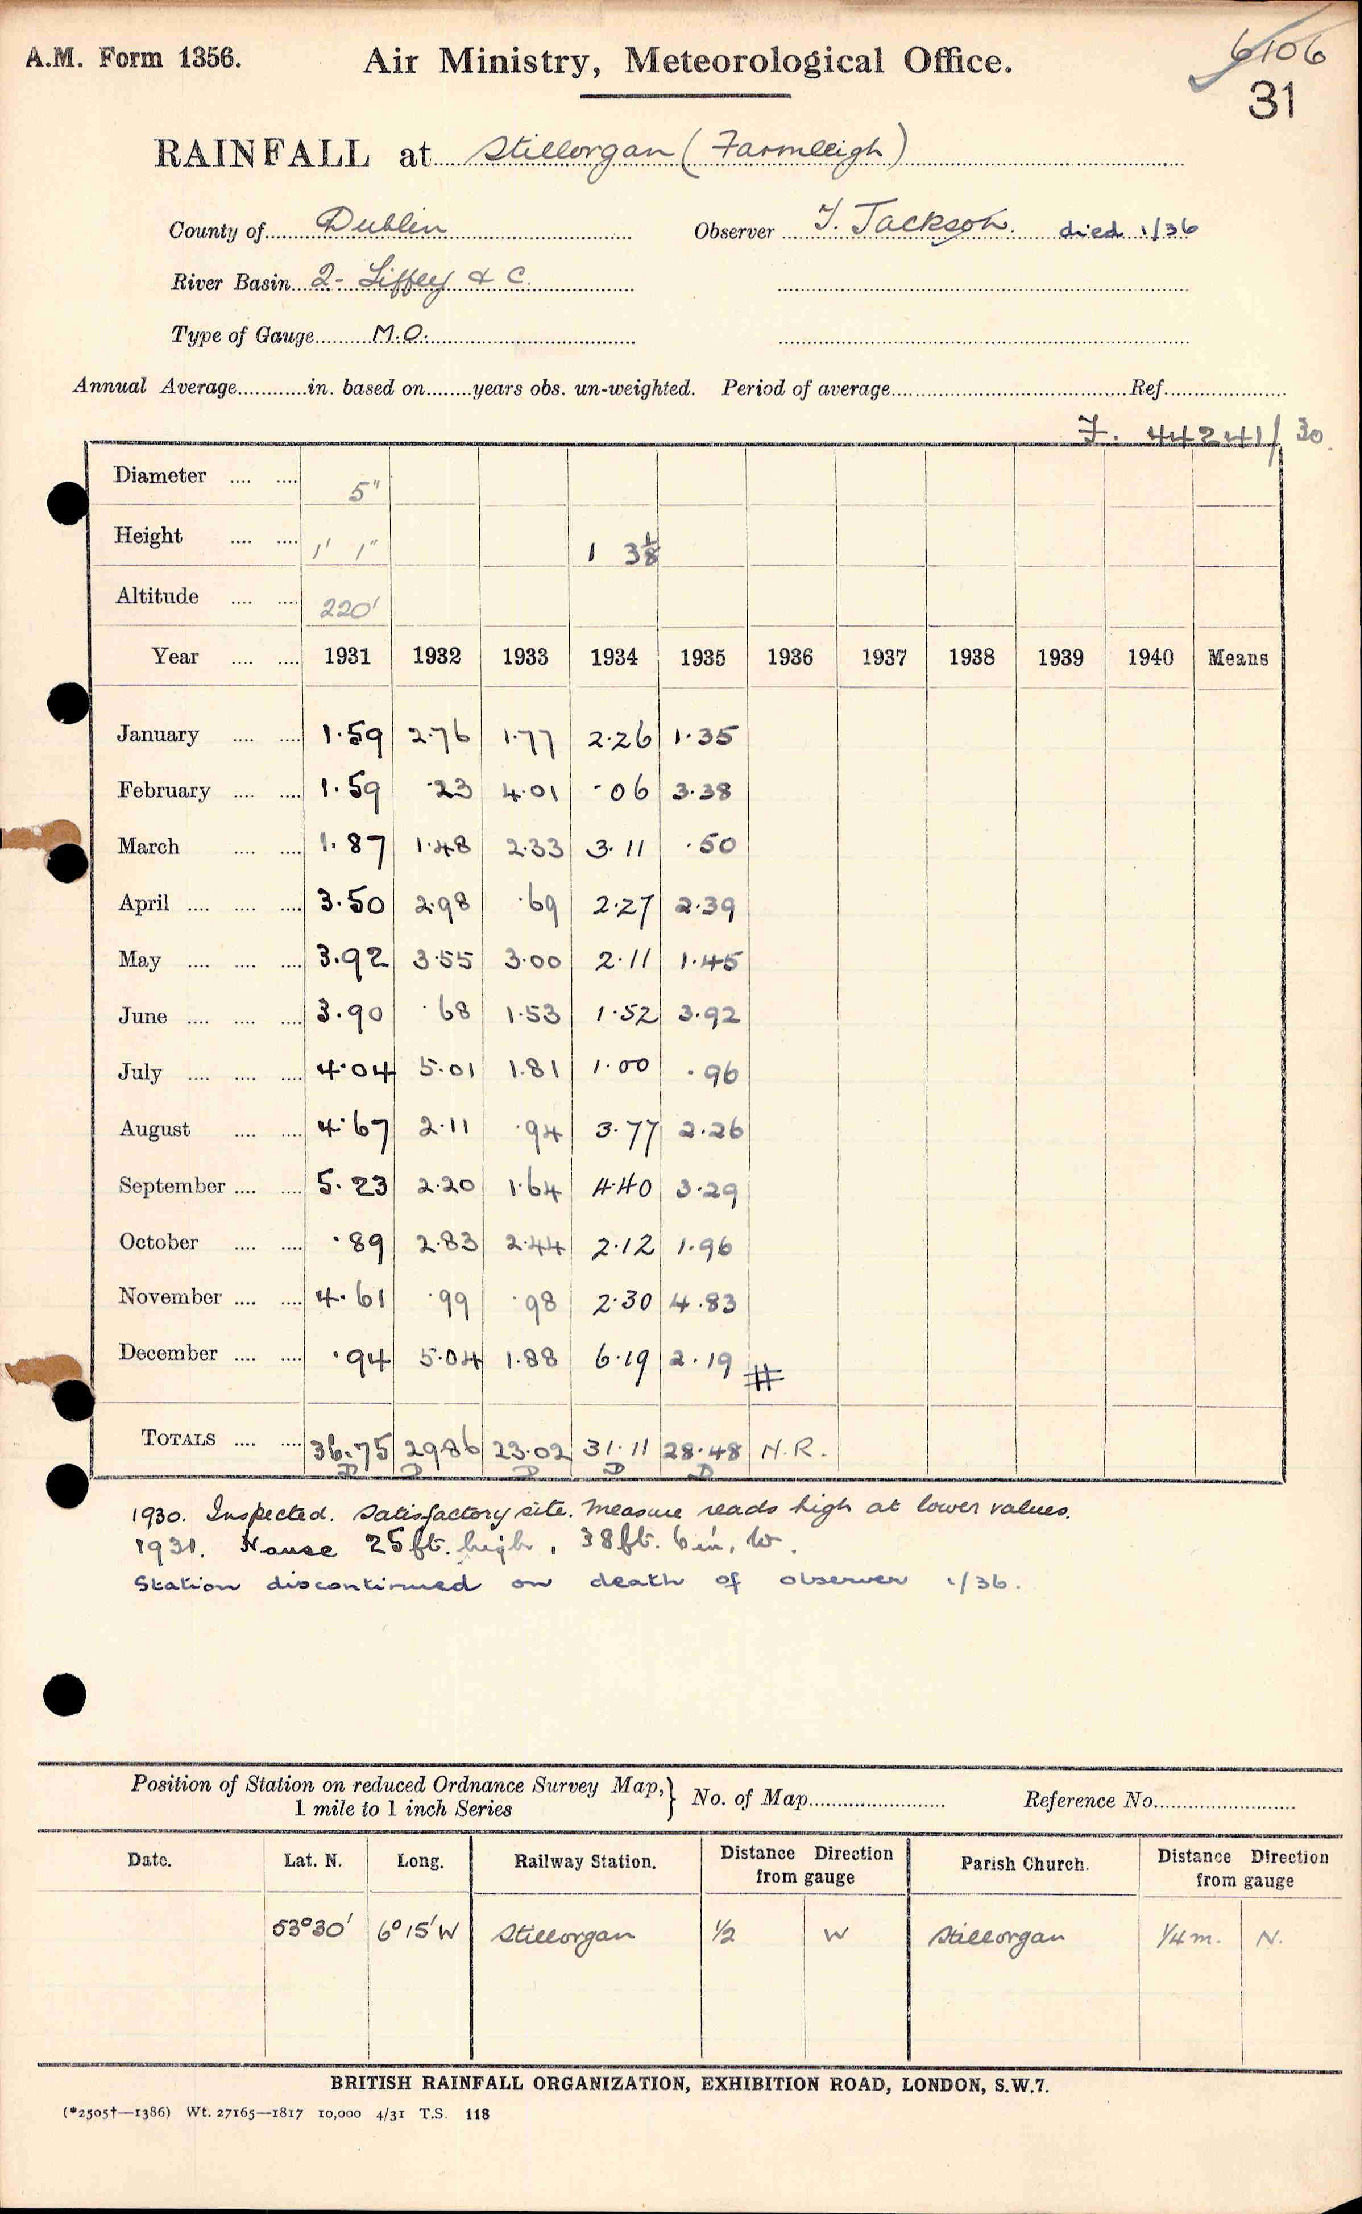 A.M. Form 1356.
Air Ministry, Meteorological Office.
6106
31
RAINFALL at Stillorgan (Farmleigh)
County of Dublin Observer T. Jackson. died 1/36
River Basin 2- Liffey & C.
Type of Gauge M.O.
Annual Average............in. based on........years obs. un-weighted. Period of average............Ref............
F. 44241/30.
Diameter .... .... 5"
Height .... .... 1' 1" 1 3⅛
Altitude .... .... 220'
Year .... .... 1931 1932 1933 1934 1935 1936 1937 1938 1939 1940 Means
January .... .... 1·59 2·76 1·77 2·26 1·35
February .... .... 1·59 ·23 4·01 ·06 3·38
March .... .... 1·87 1·48 2·33 3·11 ·50
April .... .... .... 3·50 2·98 ·69 2·27 2·39
May .... .... .... 3·92 3·55 3·00 2·11 1·45
June .... .... .... 3·90 ·68 1·53 1·52 3·92
July .... .... .... 4·04 5·01 1·81 1·00 ·96
August .... .... 4·67 2·11 ·94 3·77 2·26
September .... .... 5·23 2·20 1·64 4·40 3·29
October .... .... ·89 2·83 2·44 2·12 1·96
November .... .... 4·61 ·99 ·98 2·30 4·83
December .... .... ·94 5·04 1·88 6·19 2·19 #
TOTALS .... .... 36·75 29·86 23·02 31·11 28·48 N.R.
D D D D D
1930. Inspected. Satisfactory site. Measure reads high at lower values.
1931. House 25ft. high, 38ft. 6in, W.
Station discontinued on death of observer 1/36.
Position of Station on reduced Ordnance Survey Map, 1 mile to 1 inch Series } No. of Map............ Reference No............
Date. Lat. N. Long. Railway Station. Distance Direction from gauge Parish Church. Distance Direction from gauge
53°30' 6°15'W Stillorgan ½ W Stillorgan ¼m. N.
BRITISH RAINFALL ORGANIZATION, EXHIBITION ROAD, LONDON, S.W.7.
(*2505†—1386) Wt. 27165—1817 10,000 4/31 T.S. 118